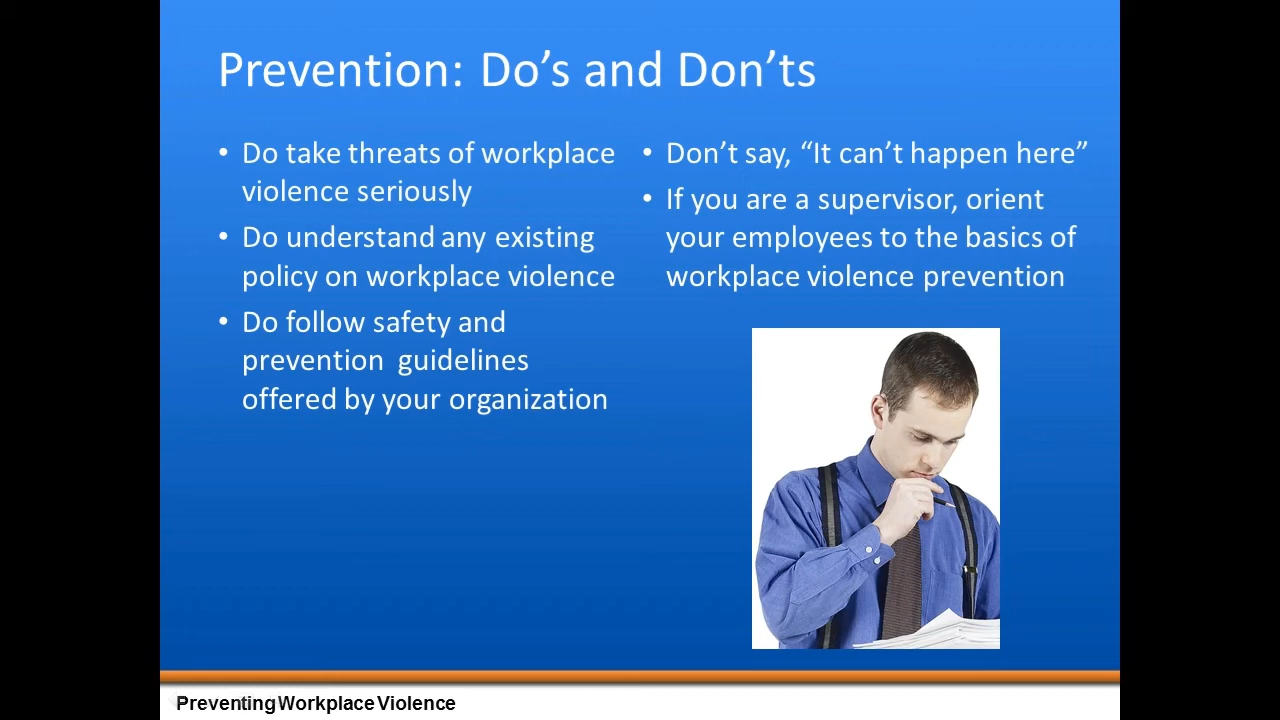 Prevention: Do’s and Don’ts
• Do take threats of workplace
violence seriously
• Do understand any existing
policy on workplace violence
• Do follow safety and
prevention guidelines
offered by your organization
• Don’t say, “It can’t happen here”
• If you are a supervisor, orient
your employees to the basics of
workplace violence prevention
Preventing Workplace Violence